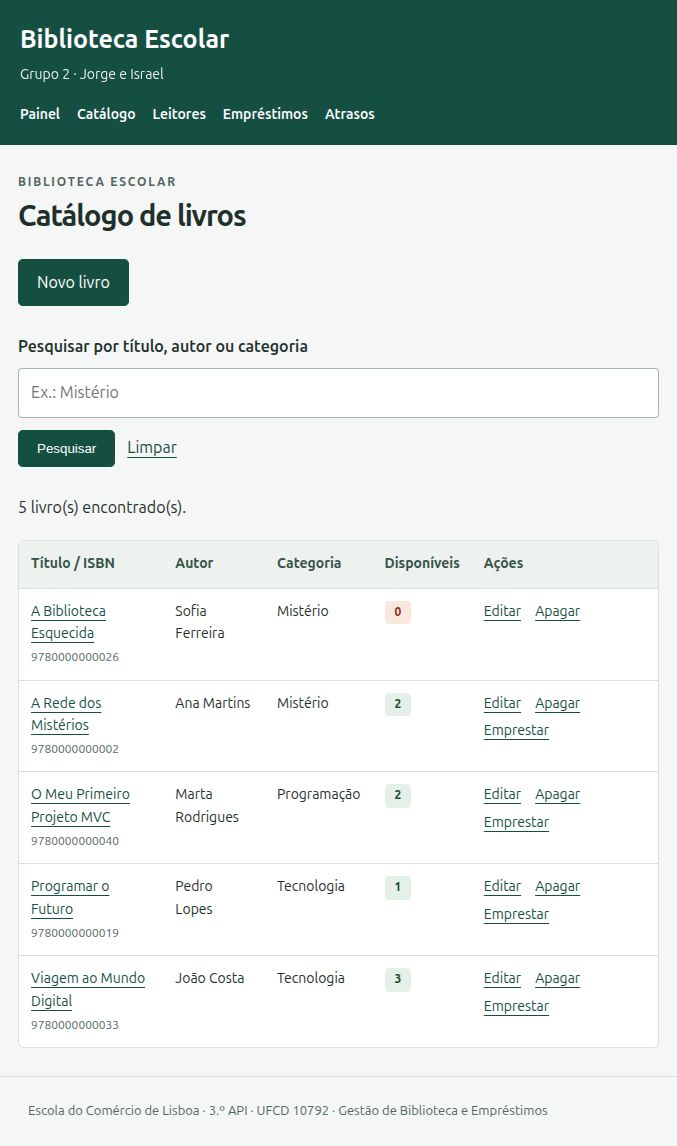 Biblioteca Escolar
Grupo 2 · Jorge e Israel
Painel Catálogo Leitores Empréstimos Atrasos
BIBLIOTECA ESCOLAR
Catálogo de livros
Novo livro
Pesquisar por título, autor ou categoria
Ex.: Mistério
Pesquisar Limpar
5 livro(s) encontrado(s).
Título / ISBN Autor Categoria Disponíveis Ações
A Biblioteca Sofia Mistério 0 Editar Apagar
Esquecida Ferreira
9780000000026
A Rede dos Ana Martins Mistério 2 Editar Apagar
Mistérios Emprestar
9780000000002
O Meu Primeiro Marta Programação 2 Editar Apagar
Projeto MVC Rodrigues Emprestar
9780000000040
Programar o Pedro Tecnologia 1 Editar Apagar
Futuro Lopes Emprestar
9780000000019
Viagem ao Mundo João Costa Tecnologia 3 Editar Apagar
Digital Emprestar
9780000000033
Escola do Comércio de Lisboa · 3.º API · UFCD 10792 · Gestão de Biblioteca e Empréstimos